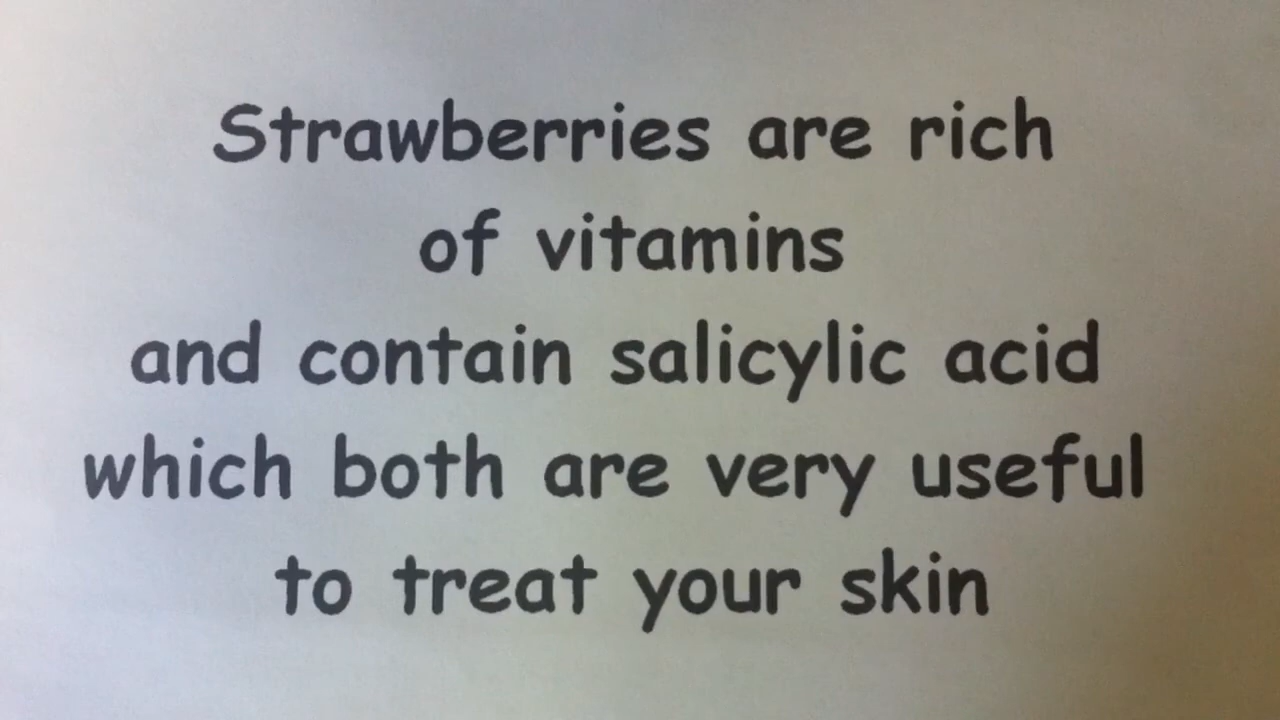 Strawberries are rich
of vitamins
and contain salicylic acid
which both are very useful
to treat your skin